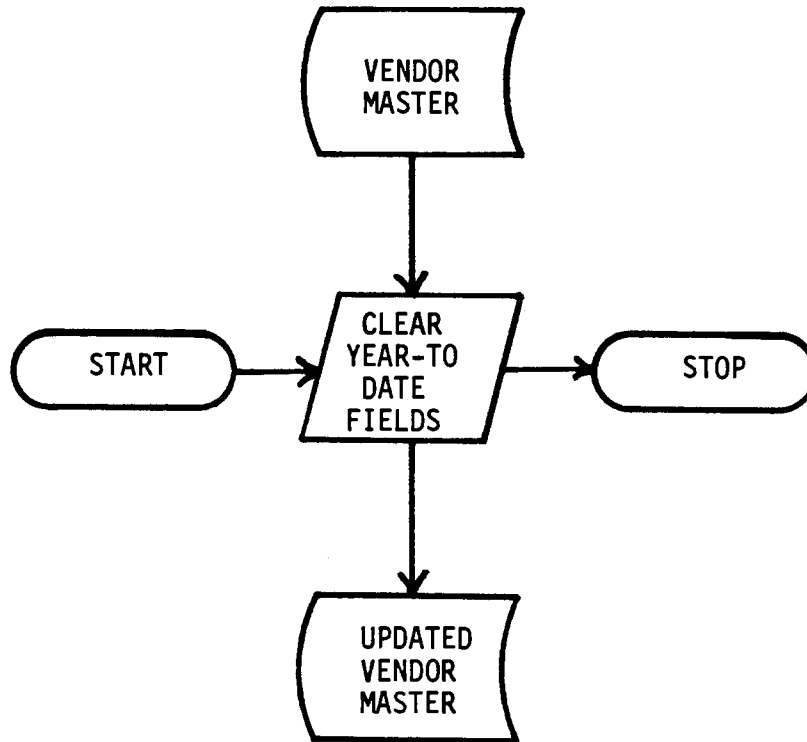 VENDOR
MASTER
START
CLEAR
YEAR-TO
DATE
FIELDS
STOP
UPDATED
VENDOR
MASTER